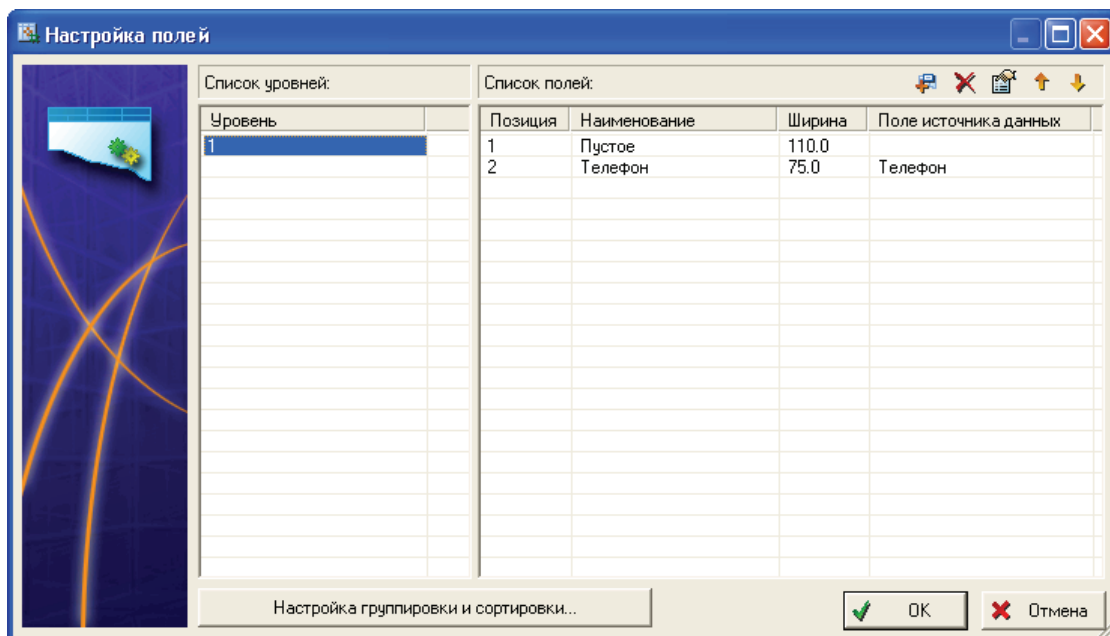 Настройка полей
Список уровней:
Список полей:
Уровень
Позиция Наименование Ширина Поле источника данных
1
1 Пустое 110.0
2 Телефон 75.0 Телефон
Настройка группировки и сортировки...
OK
Отмена